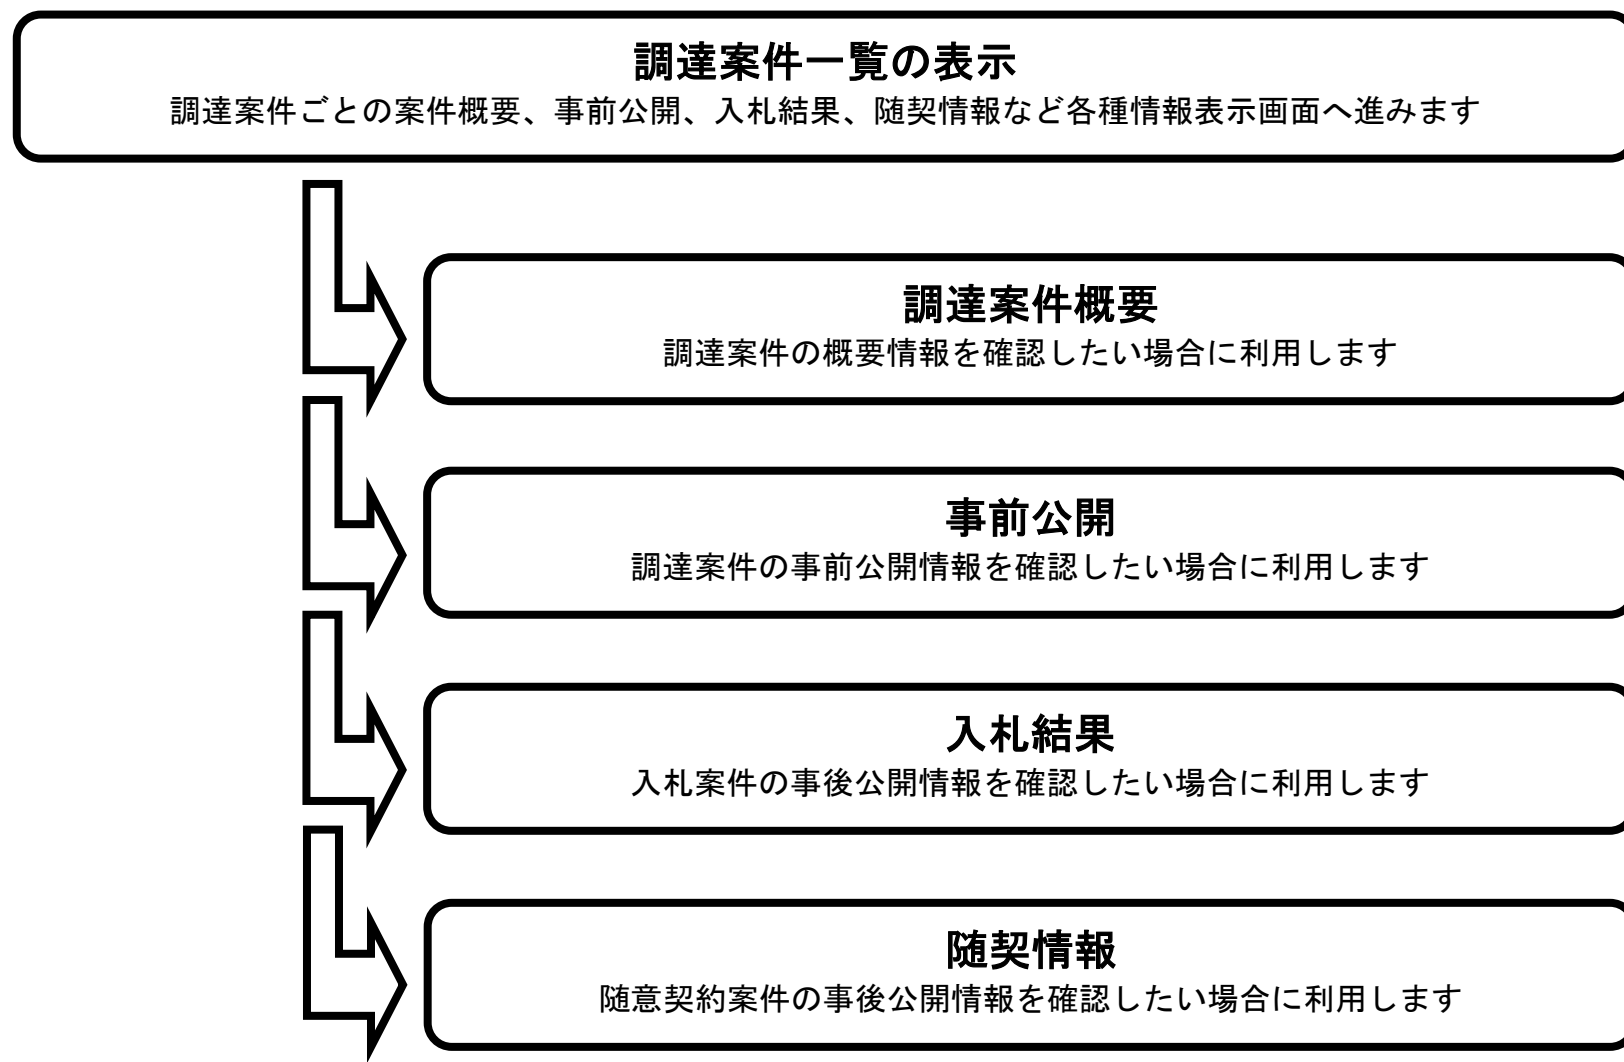 調達案件一覧の表示
調達案件ごとの案件概要、事前公開、入札結果、随契情報など各種情報表示画面へ進みます
調達案件概要
調達案件の概要情報を確認したい場合に利用します
事前公開
調達案件の事前公開情報を確認したい場合に利用します
入札結果
入札案件の事後公開情報を確認したい場合に利用します
随契情報
随意契約案件の事後公開情報を確認したい場合に利用します